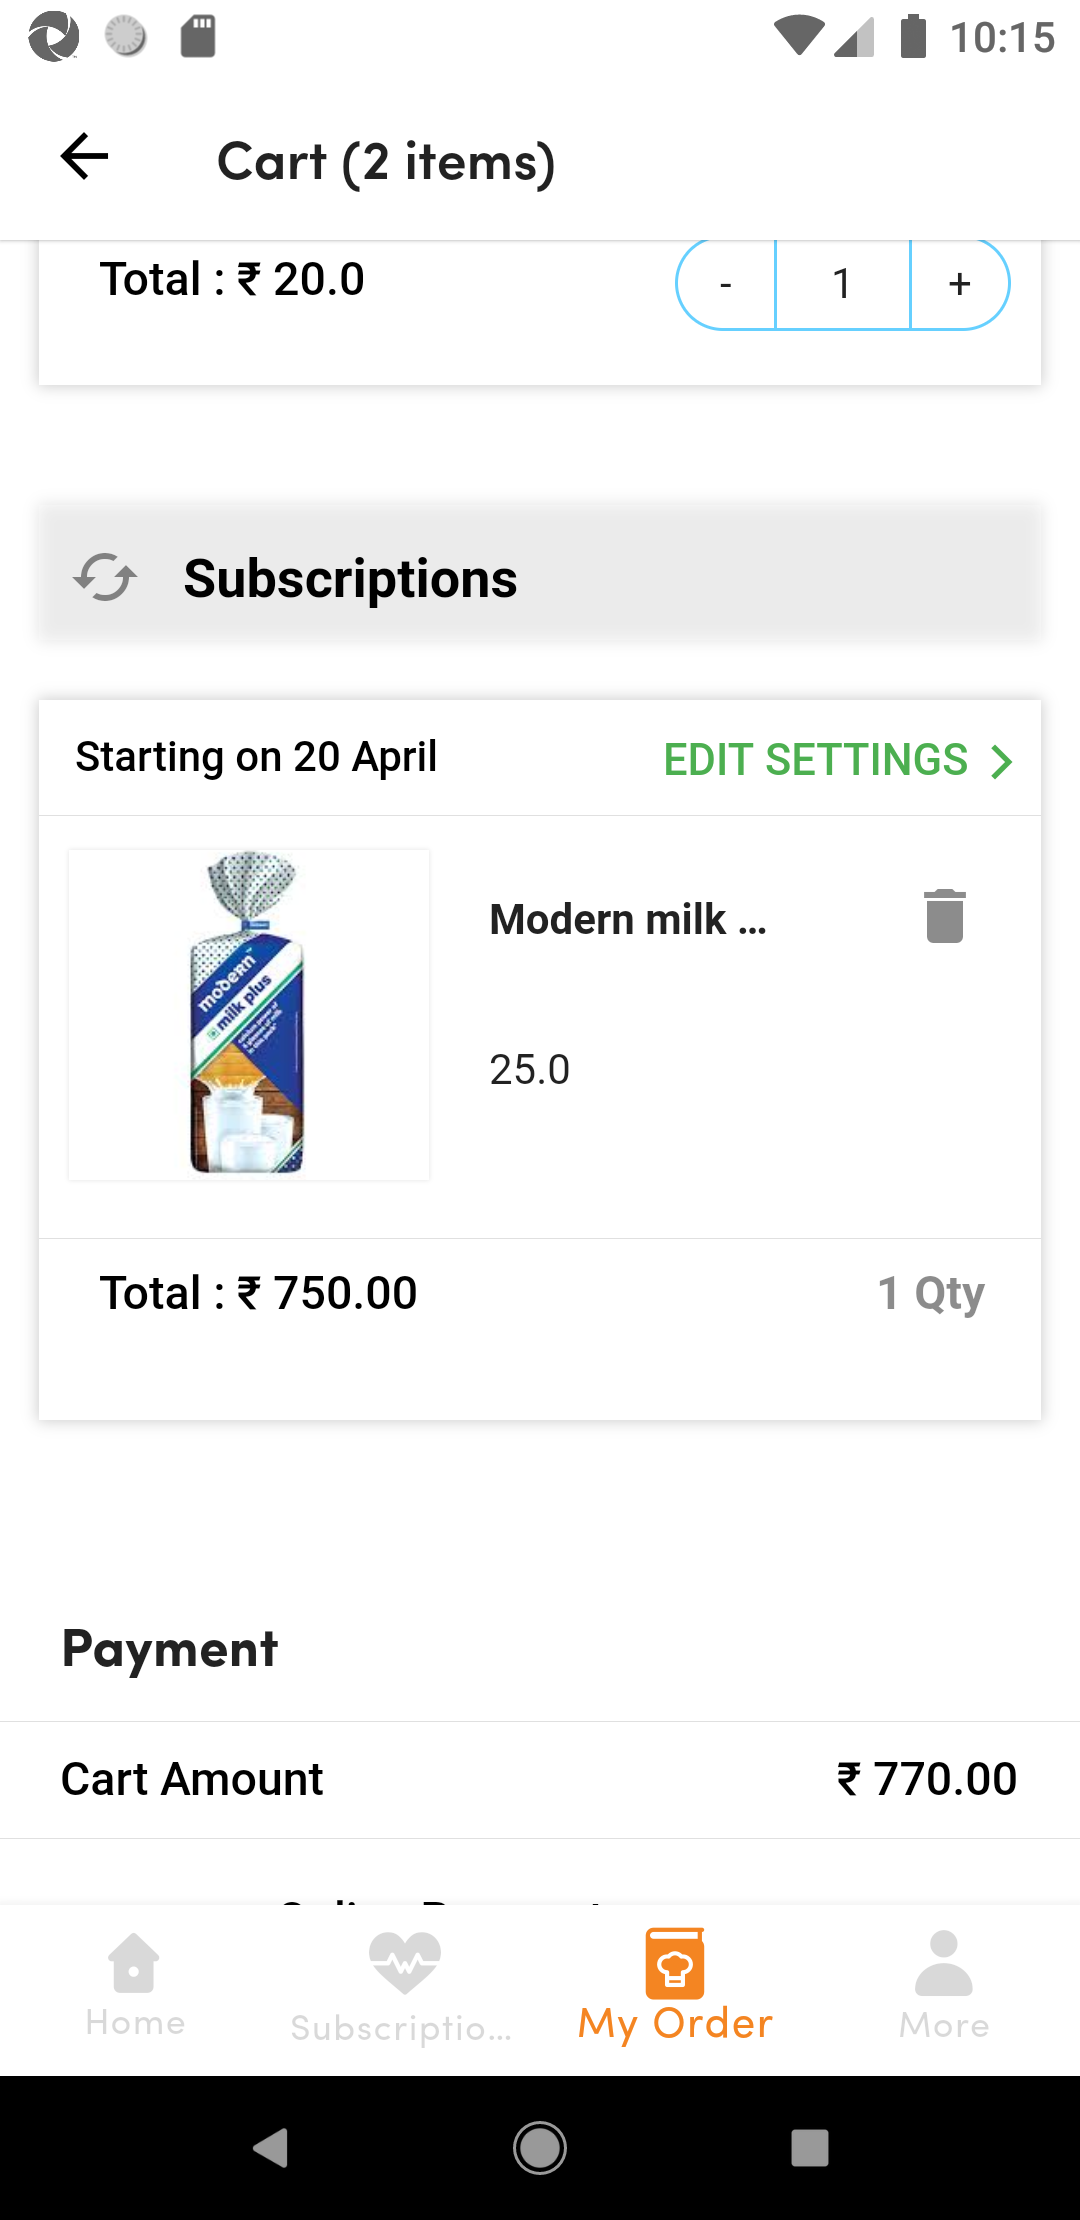 10:15
Cart (2 items)
Total : ₹ 20.0
- 1 +
Subscriptions
Starting on 20 April
EDIT SETTINGS
modern
milk plus
Modern milk ...
25.0
Total : ₹ 750.00
1 Qty
Payment
Cart Amount
₹ 770.00
Home
Subscriptio...
My Order
More